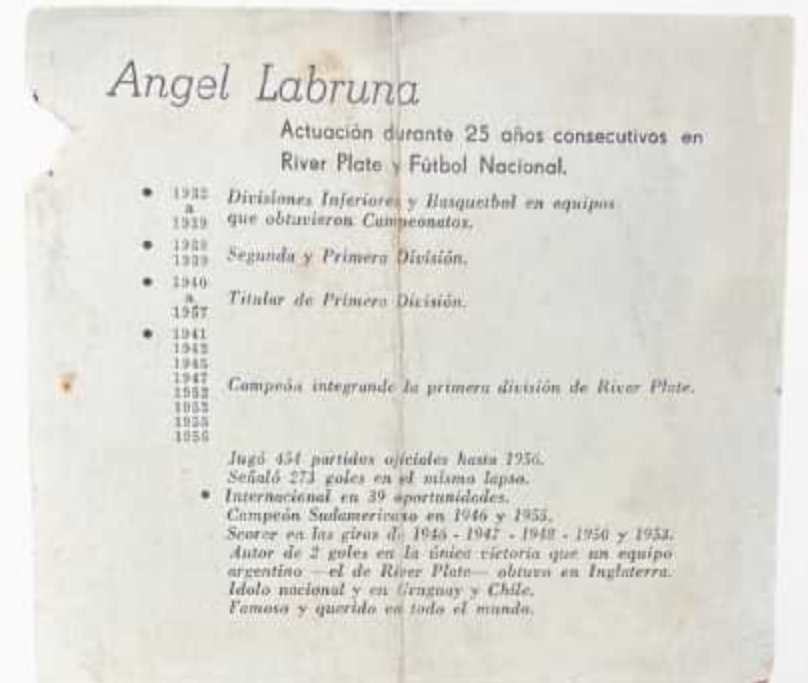 Angel Labruna
Actuación durante 25 años consecutivos en
River Plate y Fútbol Nacional.
• 1932
a
1939
Divisiones Inferiores y Basquetbol en equipos
que obtuvieron Campeonatos.
• 1938
1939
Segunda y Primera División.
• 1940
a
1957
Titular de Primera División.
• 1941
1942
1945
1947
1952
1953
1955
1956
Campeón integrando la primera división de River Plate.
Jugó 454 partidos oficiales hasta 1956.
Señaló 273 goles en el mismo lapso.
• Internacional en 39 oportunidades.
Campeón Sudamericano en 1946 y 1955.
Scorer en las giras de 1946 - 1947 - 1948 - 1950 y 1953.
Autor de 2 goles en la única victoria que un equipo
argentino —el de River Plate— obtuvo en Inglaterra.
Idolo nacional y en Uruguay y Chile.
Famoso y querido en todo el mundo.